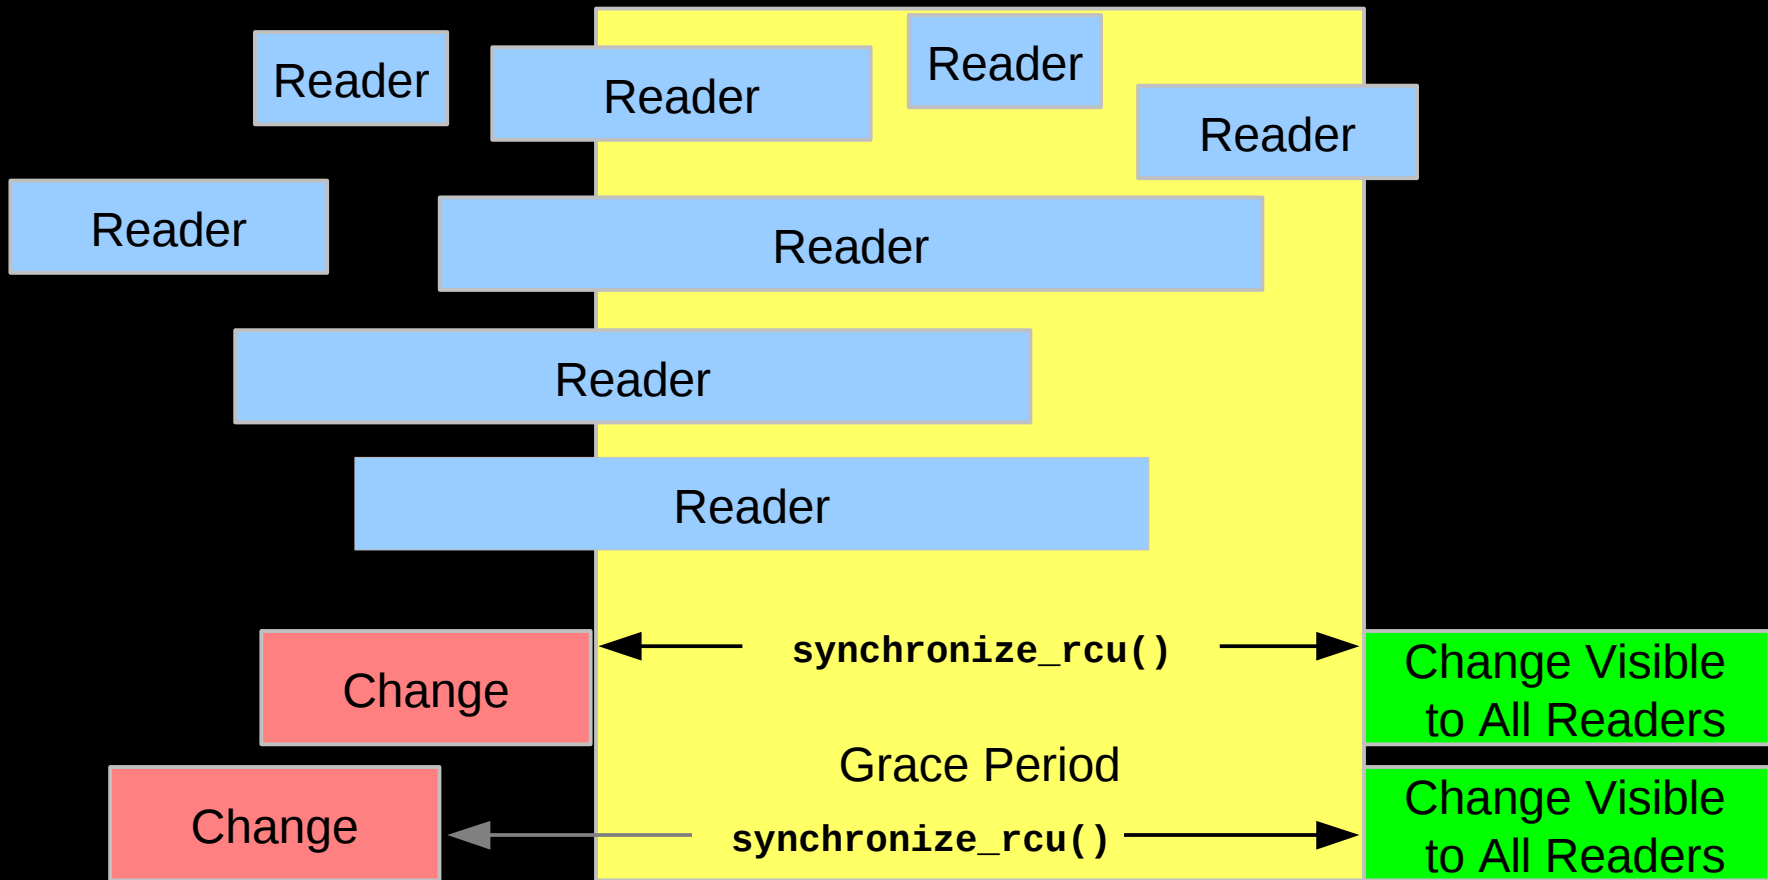 Reader
Reader
Reader
Reader
Reader
Reader
Reader
Reader
synchronize_rcu()
Change
Change Visible
to All Readers
Grace Period
Change
synchronize_rcu()
Change Visible
to All Readers